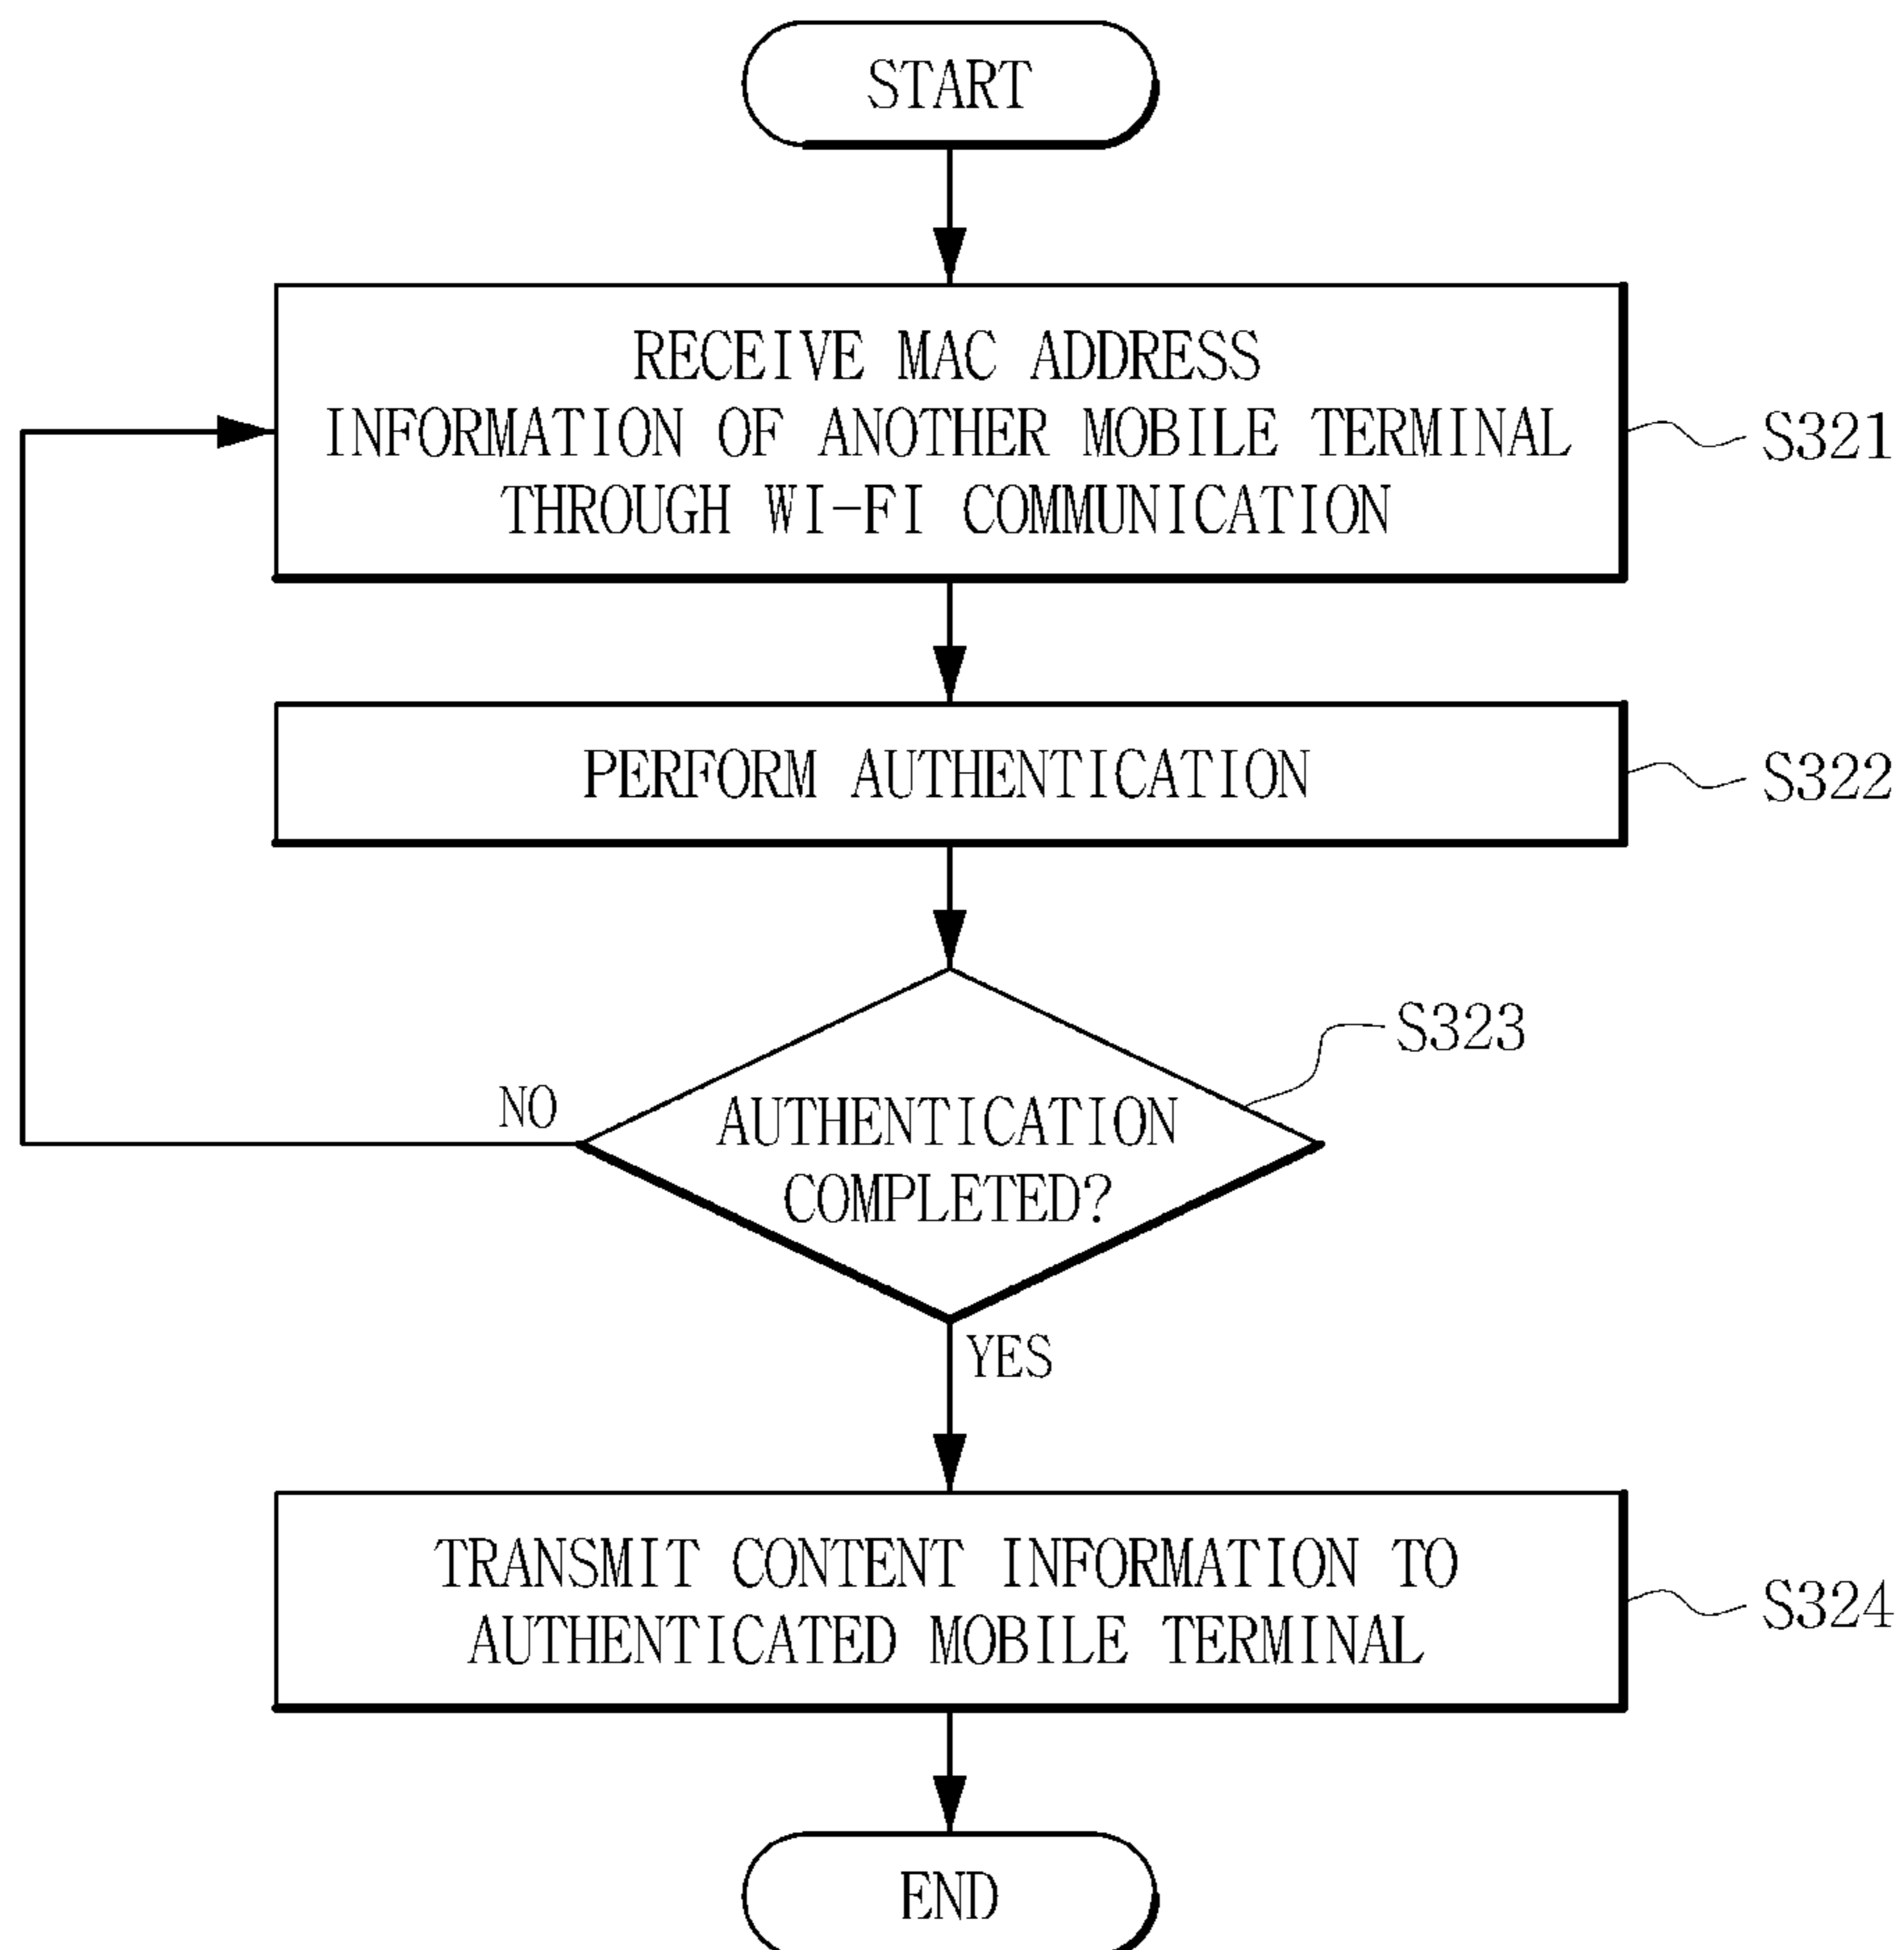 START
RECEIVE MAC ADDRESS
INFORMATION OF ANOTHER MOBILE TERMINAL
THROUGH WI-FI COMMUNICATION
S321
PERFORM AUTHENTICATION
S322
S323
NO
AUTHENTICATION
COMPLETED?
YES
TRANSMIT CONTENT INFORMATION TO
AUTHENTICATED MOBILE TERMINAL
S324
END